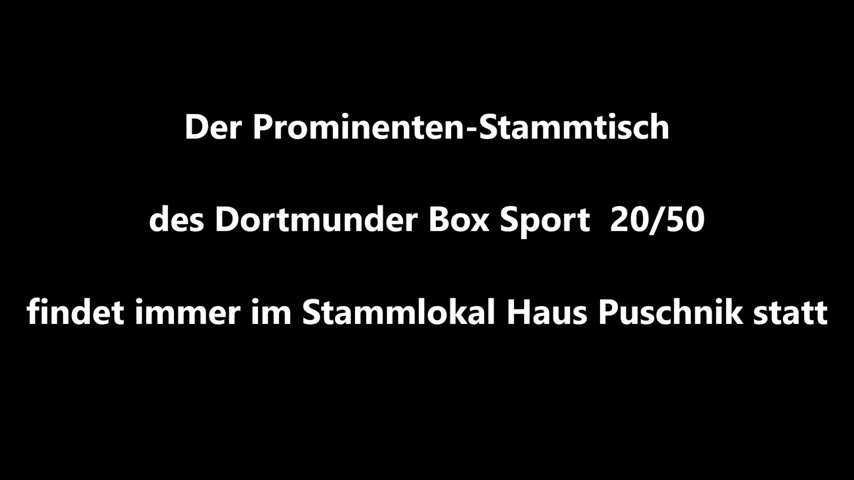 Der Prominenten-Stammtisch
des Dortmunder Box Sport  20/50
findet immer im Stammlokal Haus Puschnik statt